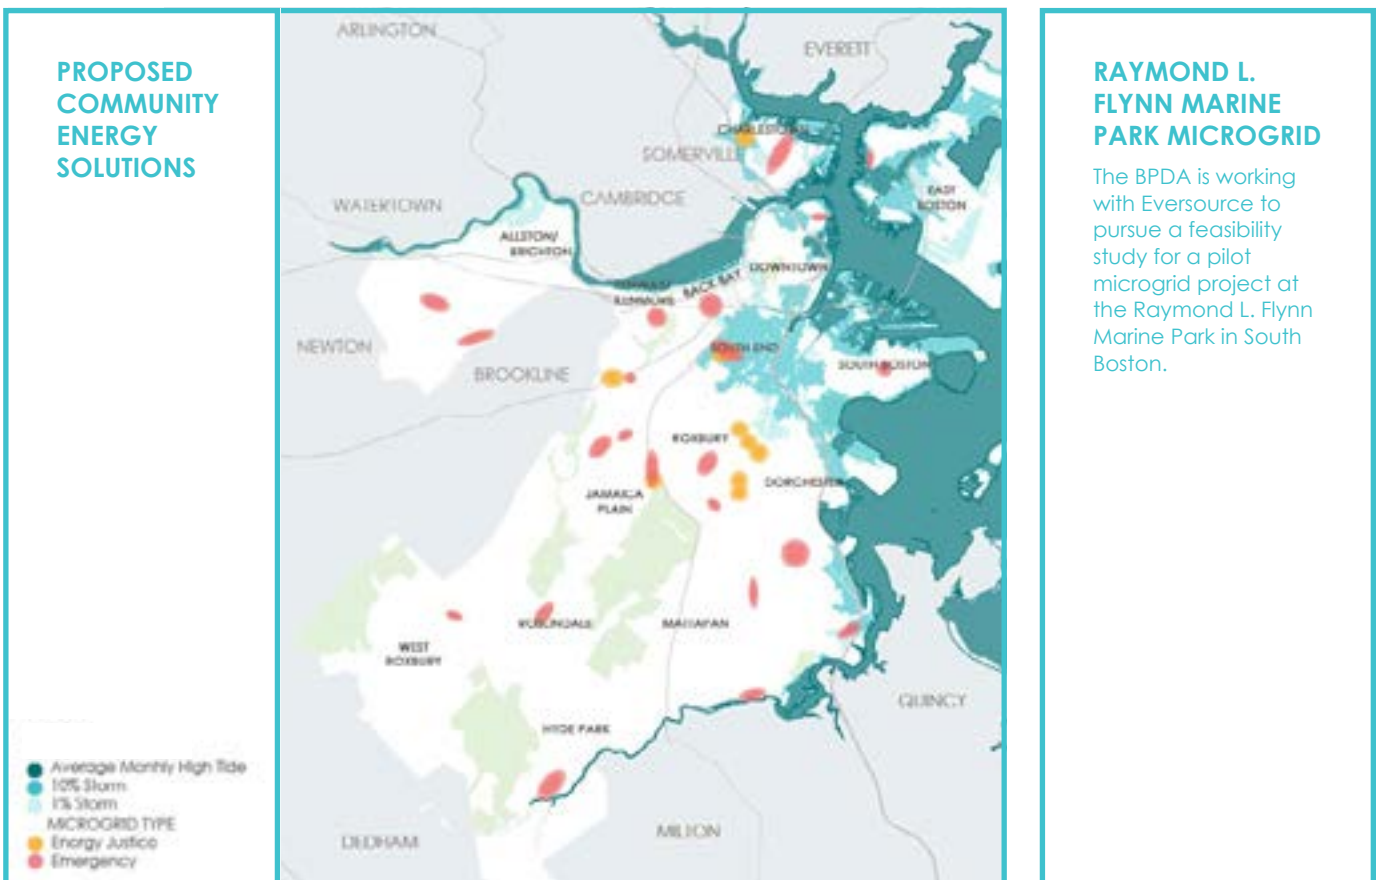 PROPOSED
COMMUNITY
ENERGY
SOLUTIONS
Average Monthly High Tide
10% Storm
1% Storm
MICROGRID TYPE
Energy Justice
Emergency
ARLINGTON
EVERETT
CHARLESTOWN
SOMERVILLE
EAST
BOSTON
CAMBRIDGE
WATERTOWN
ALLSTON/
BRIGHTON
DOWNTOWN
BACK BAY
NEWTON
SOUTH END
SOUTH BOSTON
BROOKLINE
ROXBURY
DORCHESTER
JAMAICA
PLAIN
ROSLINDALE
MATTAPAN
WEST
ROXBURY
QUINCY
HYDE PARK
MILTON
DEDHAM
RAYMOND L.
FLYNN MARINE
PARK MICROGRID
The BPDA is working
with Eversource to
pursue a feasibility
study for a pilot
microgrid project at
the Raymond L. Flynn
Marine Park in South
Boston.